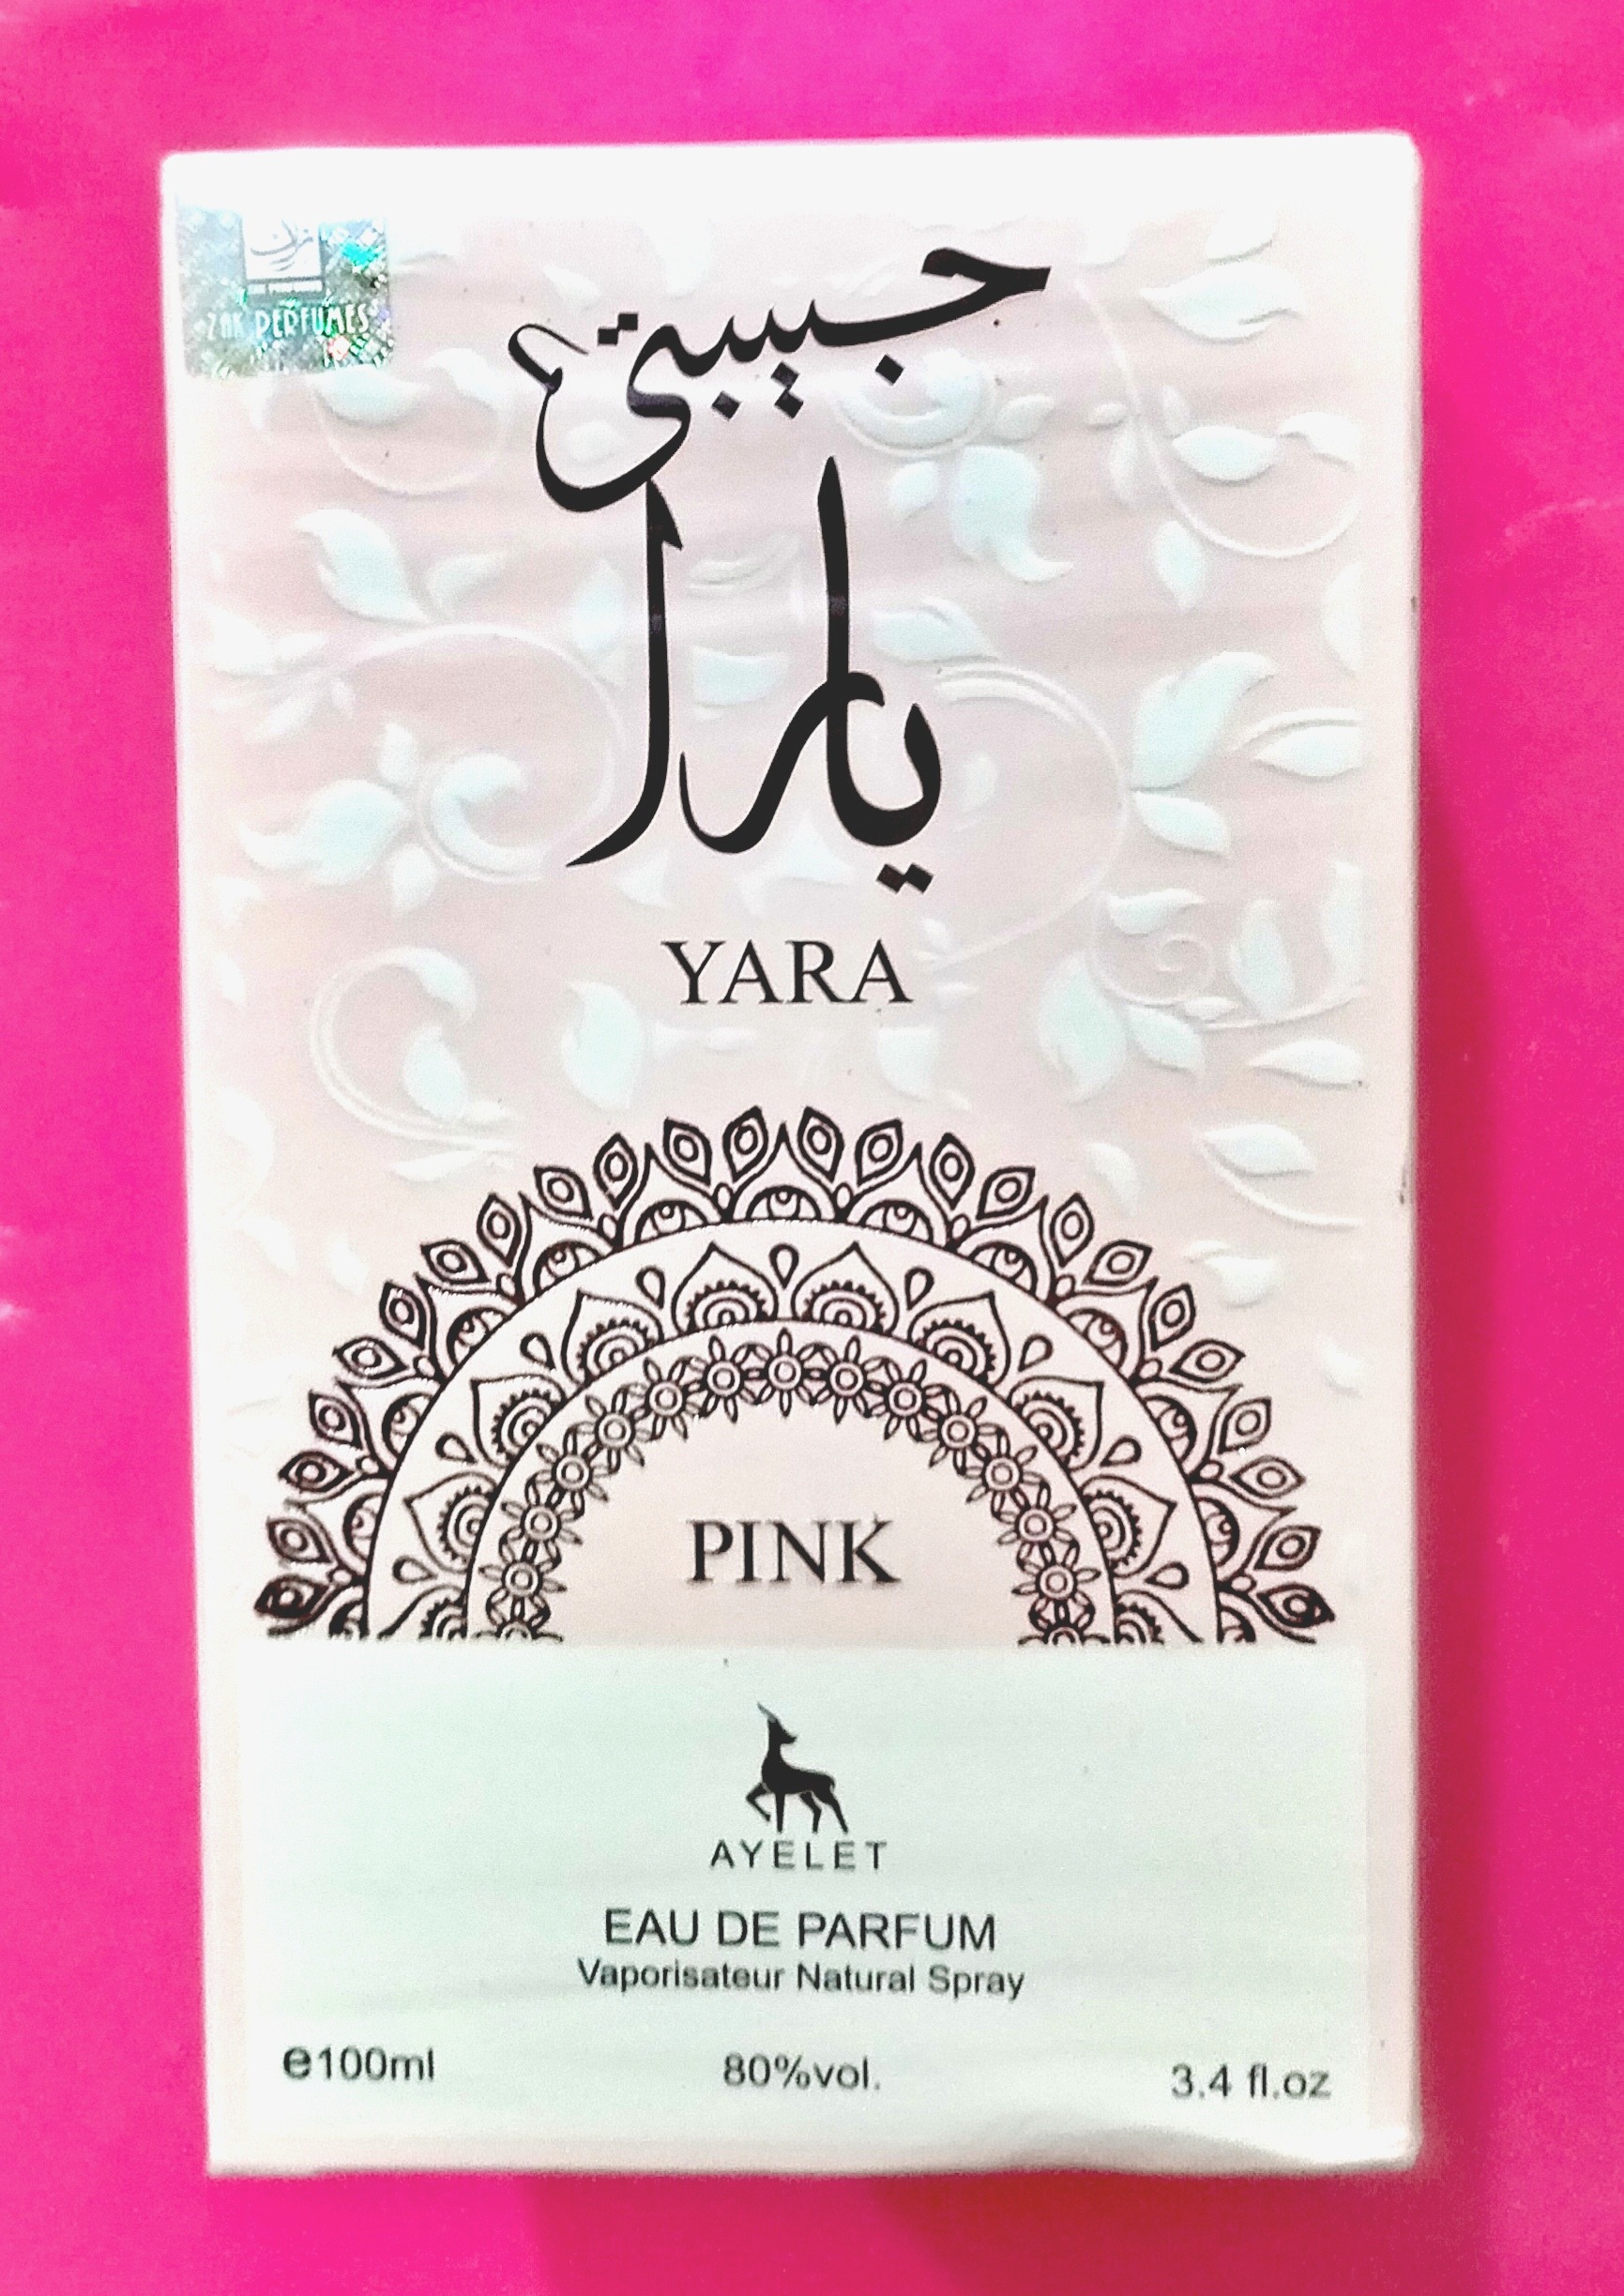 ZAK PERFUMES
حبيبتي
يارا
YARA
PINK
AYELET
EAU DE PARFUM
Vaporisateur Natural Spray
e100ml 80%vol. 3.4 fl.oz